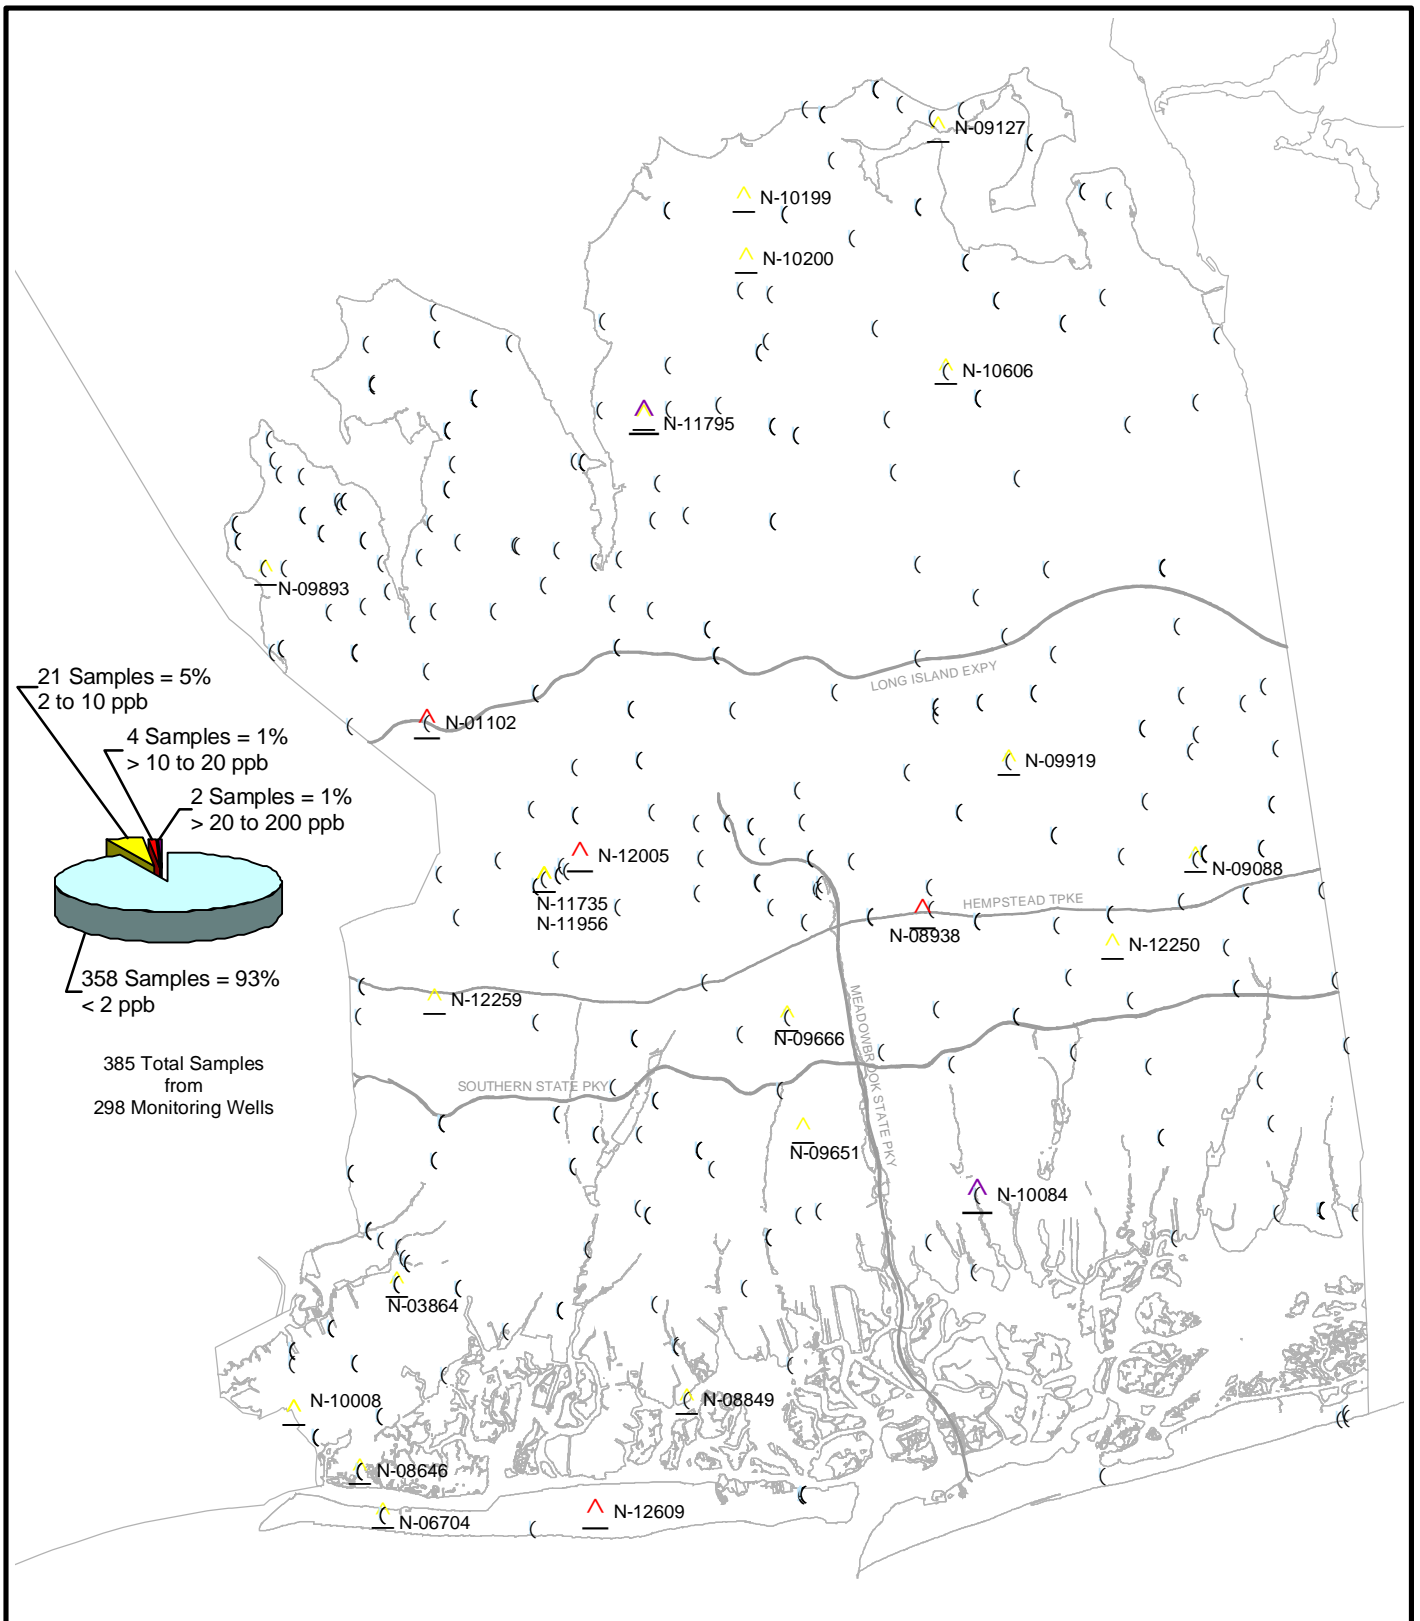 N-09127
N-10199
N-10200
N-10606
N-11795
N-09893
21 Samples = 5%
2 to 10 ppb
LONG ISLAND EXPY
N-01102
4 Samples = 1%
> 10 to 20 ppb
N-09919
2 Samples = 1%
> 20 to 200 ppb
N-12005
N-09088
N-11735
N-11956
HEMPSTEAD TPKE
N-08938
N-12250
358 Samples = 93%
< 2 ppb
N-12259
MEADOWBROOK STATE PKY
N-09666
385 Total Samples
from
298 Monitoring Wells
SOUTHERN STATE PKY
N-09651
N-10084
N-03864
N-10008
N-08849
N-08646
N-06704
N-12609